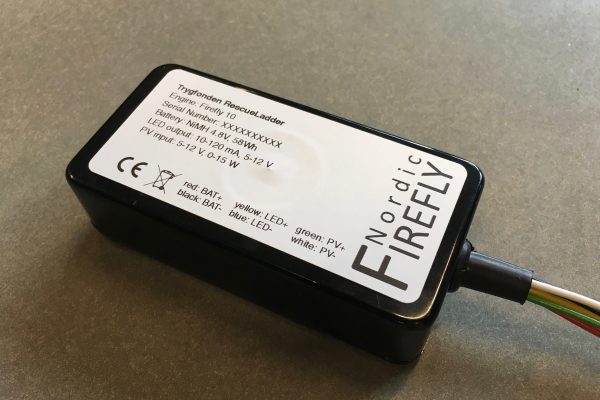 Trygfonden RescueLadder
Engine: Firefly 10
Serial Number: XXXXXXXXXX
Battery: NiMH 4.8V, 58Wh
LED output: 10-120 mA, 5-12 V
PV input: 5-12 V, 0-15 W
CE
red: BAT+ yellow: LED+ green: PV+
black: BAT- blue: LED- white: PV-
Nordic
FIREFLY